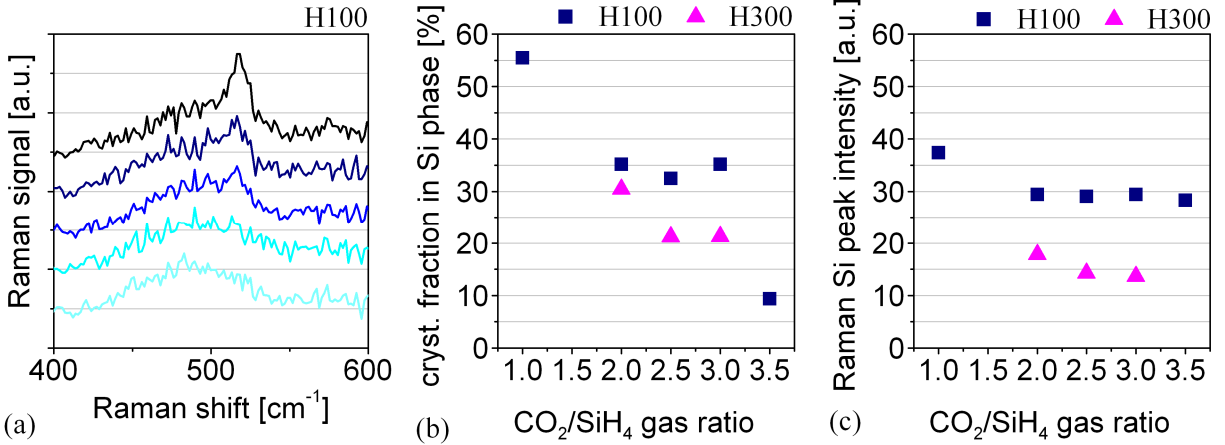 H100
Raman signal [a.u.]
400 500 600
Raman shift [cm⁻¹]
(a)
H100 H300
cryst. fraction in Si phase [%]
60
50
40
30
20
10
0
1.0 1.5 2.0 2.5 3.0 3.5
CO₂/SiH₄ gas ratio
(b)
H100 H300
Raman Si peak intensity [a.u.]
60
50
40
30
20
10
0
1.0 1.5 2.0 2.5 3.0 3.5
CO₂/SiH₄ gas ratio
(c)